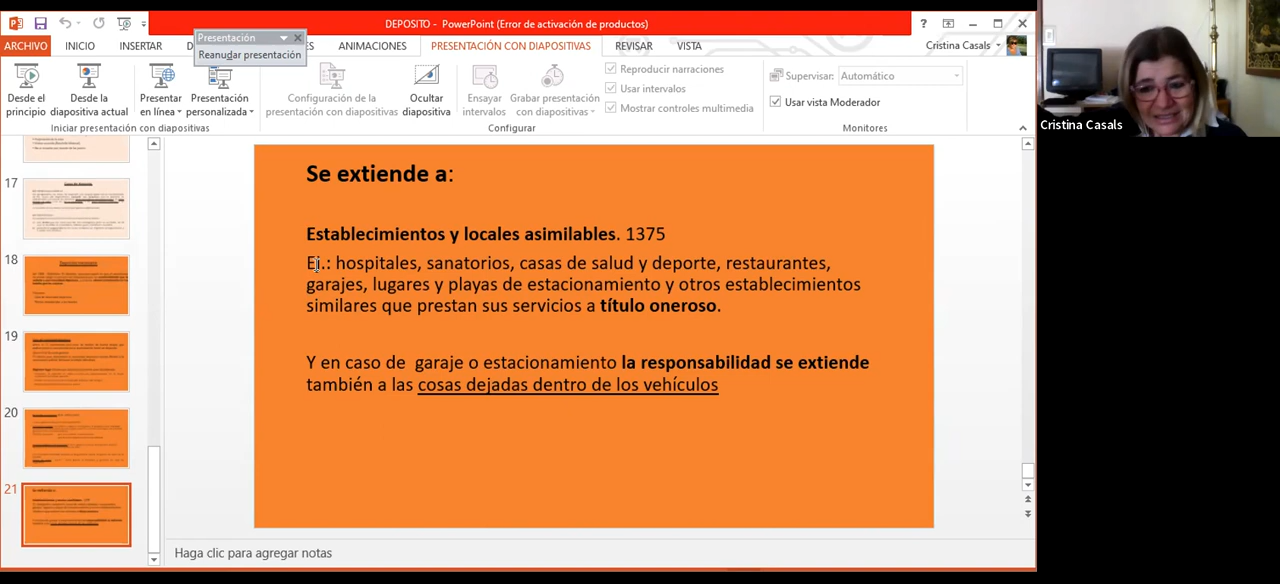 DEPOSITO - PowerPoint (Error de activación de productos)
Presentación
Reanudar presentación
ARCHIVO INICIO INSERTAR ANIMACIONES PRESENTACIÓN CON DIAPOSITIVAS REVISAR VISTA
Cristina Casals
Desde el principio
Desde la diapositiva actual
Presentar en línea
Presentación personalizada
Iniciar presentación con diapositivas
Configuración de la presentación con diapositivas
Ocultar diapositiva
Ensayar intervalos
Grabar presentación con diapositivas
Reproducir narraciones
Usar intervalos
Mostrar controles multimedia
Configurar
Supervisar: Automático
Usar vista Moderador
Monitores
Cristina Casals
17
18
19
20
21
Se extiende a:
Establecimientos y locales asimilables. 1375
Ej.: hospitales, sanatorios, casas de salud y deporte, restaurantes,
garajes, lugares y playas de estacionamiento y otros establecimientos
similares que prestan sus servicios a título oneroso.
Y en caso de garaje o estacionamiento la responsabilidad se extiende
también a las cosas dejadas dentro de los vehículos
Haga clic para agregar notas